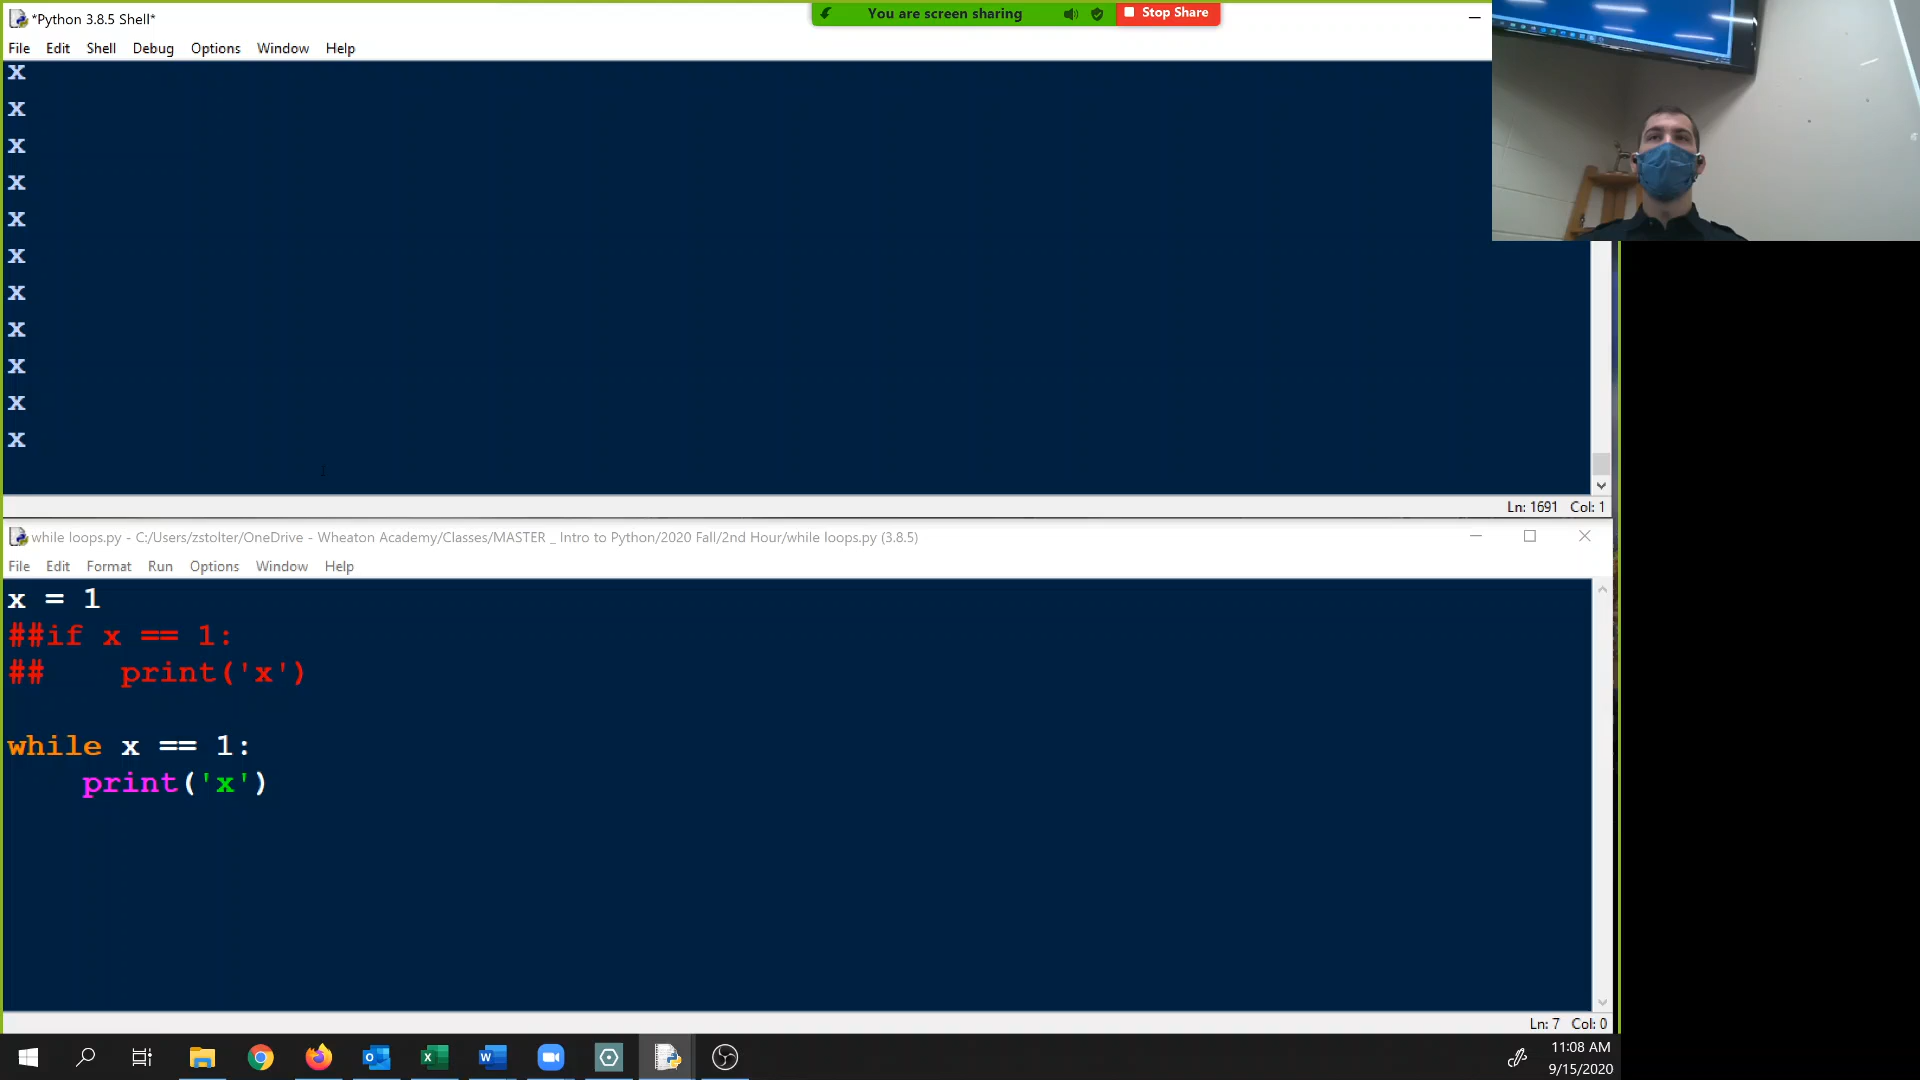 *Python 3.8.5 Shell*
You are screen sharing
Stop Share
File Edit Shell Debug Options Window Help
x
x
x
x
x
x
x
x
x
x
x
Ln: 1691 Col: 1
while loops.py - C:/Users/zstolter/OneDrive - Wheaton Academy/Classes/MASTER _ Intro to Python/2020 Fall/2nd Hour/while loops.py (3.8.5)
File Edit Format Run Options Window Help
x = 1
##if x == 1:
##    print('x')
while x == 1:
    print('x')
Ln: 7 Col: 0
11:08 AM
9/15/2020